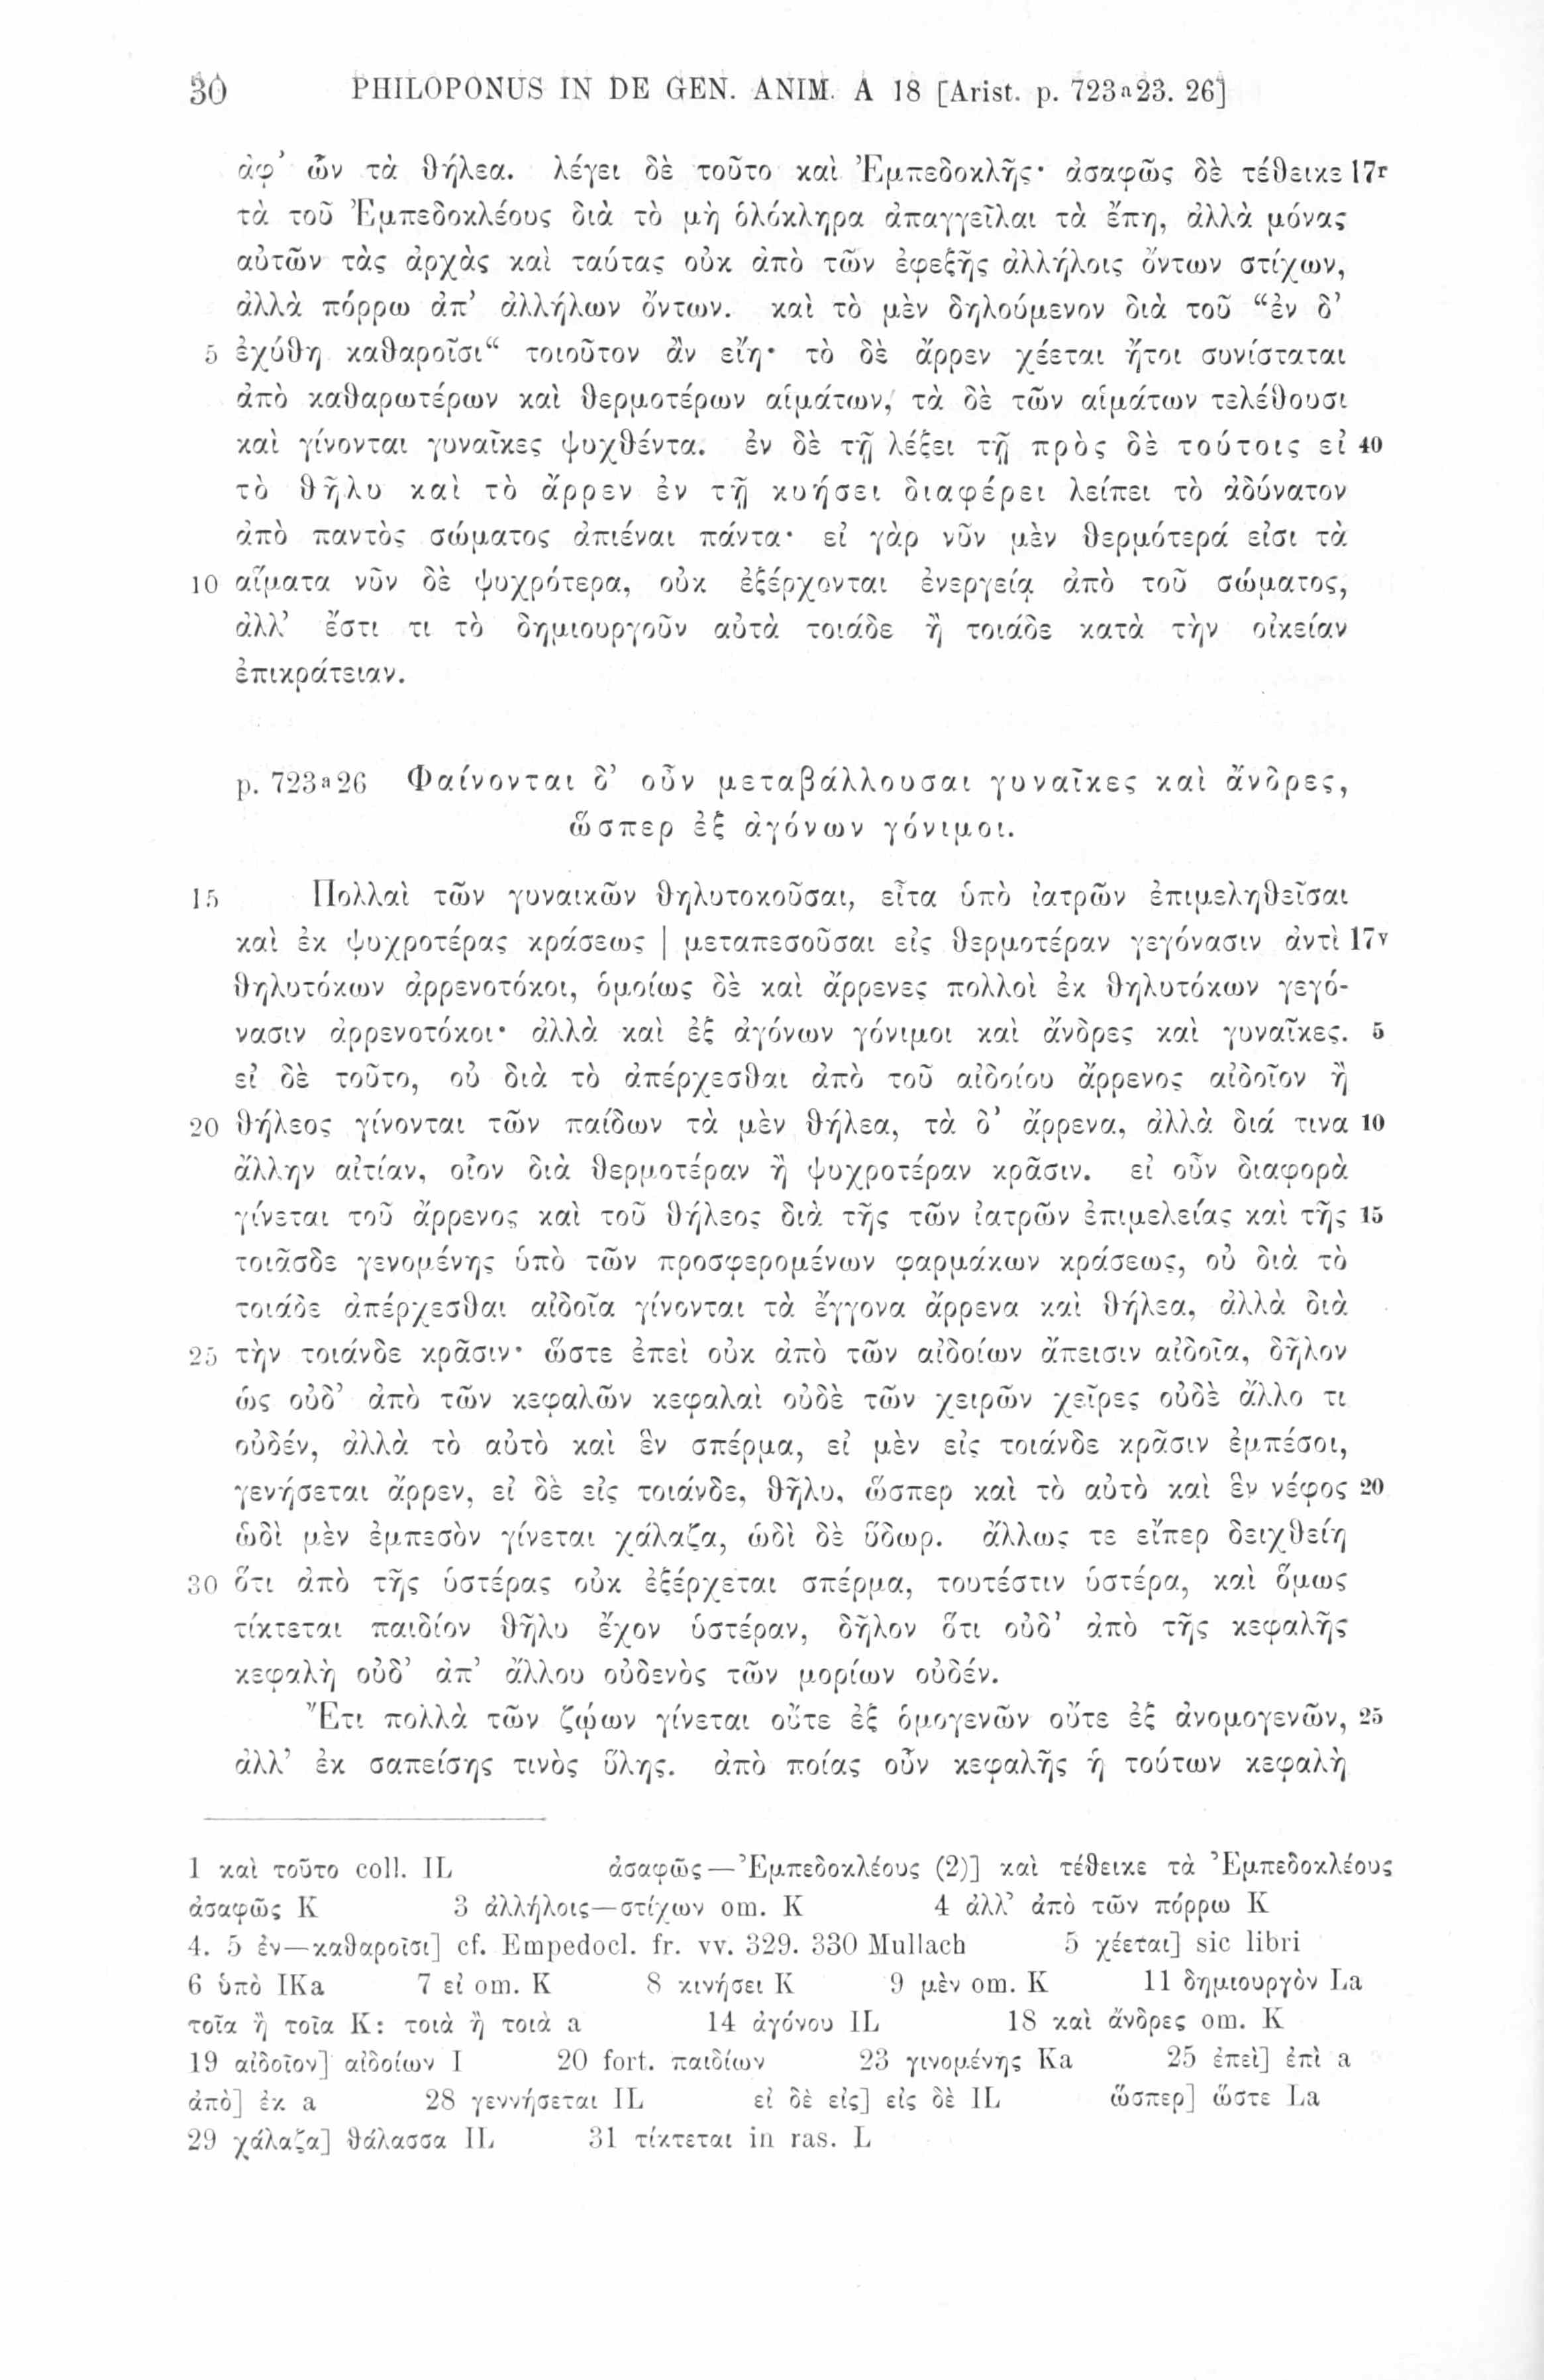 30 PHILOPONUS IN DE GEN. ANIM. A 18 [Arist. p. 723a23. 26]
ἀφ’ ὧν τὰ θήλεα. λέγει δὲ τοῦτο καὶ Ἐμπεδοκλῆς· ἀσαφῶς δὲ τέθεικε 17r
τὰ τοῦ Ἐμπεδοκλέους διὰ τὸ μὴ ὁλόκληρα ἀπαγγεῖλαι τὰ ἔπη, ἀλλὰ μόνας
αὐτῶν τὰς ἀρχὰς καὶ ταύτας οὐκ ἀπὸ τῶν ἐφεξῆς ἀλλήλοις ὄντων στίχων,
ἀλλὰ πόρρω ἀπ’ ἀλλήλων ὄντων. καὶ τὸ μὲν δηλούμενον διὰ τοῦ “ἐν δ’
5 ἐχύθη καθαροῖσι“ τοιοῦτον ἂν εἴη· τὸ δὲ ἄρρεν χέεται ἤτοι συνίσταται
ἀπὸ καθαρωτέρων καὶ θερμοτέρων αἱμάτων, τὰ δὲ τῶν αἱμάτων τελέθουσι
καὶ γίνονται γυναῖκες ψυχθέντα. ἐν δὲ τῇ λέξει τῇ πρὸς δὲ τούτοις εἰ 40
τὸ θῆλυ καὶ τὸ ἄρρεν ἐν τῇ κυήσει διαφέρει λείπει τὸ ἀδύνατον
ἀπὸ παντὸς σώματος ἀπιέναι πάντα· εἰ γὰρ νῦν μὲν θερμότερά εἰσι τὰ
10 αἵματα νῦν δὲ ψυχρότερα, οὐκ ἐξέρχονται ἐνεργείᾳ ἀπὸ τοῦ σώματος,
ἀλλ’ ἔστι τι τὸ δημιουργοῦν αὐτὰ τοιάδε ἢ τοιάδε κατὰ τὴν οἰκείαν
ἐπικράτειαν.
p. 723a26 Φαίνονται δ’ οὖν μεταβάλλουσαι γυναῖκες καὶ ἄνδρες,
ὥσπερ ἐξ ἀγόνων γόνιμοι.
15 Πολλαὶ τῶν γυναικῶν θηλυτοκοῦσαι, εἶτα ὑπὸ ἰατρῶν ἐπιμεληθεῖσαι
καὶ ἐκ ψυχροτέρας κράσεως | μεταπεσοῦσαι εἰς θερμοτέραν γεγόνασιν ἀντὶ 17v
θηλυτόκων ἀρρενοτόκοι, ὁμοίως δὲ καὶ ἄρρενες πολλοὶ ἐκ θηλυτόκων γεγό-
νασιν ἀρρενοτόκοι· ἀλλὰ καὶ ἐξ ἀγόνων γόνιμοι καὶ ἄνδρες καὶ γυναῖκες. 5
εἰ δὲ τοῦτο, οὐ διὰ τὸ ἀπέρχεσθαι ἀπὸ τοῦ αἰδοίου ἄρρενος αἰδοῖον ἢ
20 θήλεος γίνονται τῶν παίδων τὰ μὲν θήλεα, τὰ δ’ ἄρρενα, ἀλλὰ διά τινα 10
ἄλλην αἰτίαν, οἷον διὰ θερμοτέραν ἢ ψυχροτέραν κρᾶσιν. εἰ οὖν διαφορὰ
γίνεται τοῦ ἄρρενος καὶ τοῦ θήλεος διὰ τῆς τῶν ἰατρῶν ἐπιμελείας καὶ τῆς 15
τοιᾶσδε γενομένης ὑπὸ τῶν προσφερομένων φαρμάκων κράσεως, οὐ διὰ τὸ
τοιάδε ἀπέρχεσθαι αἰδοῖα γίνονται τὰ ἔγγονα ἄρρενα καὶ θήλεα, ἀλλὰ διὰ
25 τὴν τοιάνδε κρᾶσιν· ὥστε ἐπεὶ οὐκ ἀπὸ τῶν αἰδοίων ἄπεισιν αἰδοῖα, δῆλον
ὡς οὐδ’ ἀπὸ τῶν κεφαλῶν κεφαλαὶ οὐδὲ τῶν χειρῶν χεῖρες οὐδὲ ἄλλο τι
οὐδέν, ἀλλὰ τὸ αὐτὸ καὶ ἓν σπέρμα, εἰ μὲν εἰς τοιάνδε κρᾶσιν ἐμπέσοι,
γενήσεται ἄρρεν, εἰ δὲ εἰς τοιάνδε, θῆλυ, ὥσπερ καὶ τὸ αὐτὸ καὶ ἓν νέφος 20
ὡδὶ μὲν ἐμπεσὸν γίνεται χάλαζα, ὡδὶ δὲ ὕδωρ. ἄλλως τε εἴπερ δειχθείη
30 ὅτι ἀπὸ τῆς ὑστέρας οὐκ ἐξέρχεται σπέρμα, τουτέστιν ὑστέρα, καὶ ὅμως
τίκτεται παιδίον θῆλυ ἔχον ὑστέραν, δῆλον ὅτι οὐδ’ ἀπὸ τῆς κεφαλῆς
κεφαλὴ οὐδ’ ἀπ’ ἄλλου οὐδενὸς τῶν μορίων οὐδέν.
Ἔτι πολλὰ τῶν ζῴων γίνεται οὔτε ἐξ ὁμογενῶν οὔτε ἐξ ἀνομογενῶν, 25
ἀλλ’ ἐκ σαπείσης τινὸς ὕλης. ἀπὸ ποίας οὖν κεφαλῆς ἡ τούτων κεφαλὴ
1 καὶ τοῦτο coll. IL ἀσαφῶς—Ἐμπεδοκλέους (2)] καὶ τέθεικε τὰ Ἐμπεδοκλέους
ἀσαφῶς K 3 ἀλλήλοις—στίχων om. K 4 ἀλλ’ ἀπὸ τῶν πόρρω K
4. 5 ἐν—καθαροῖσι] cf. Empedocl. fr. vv. 329. 330 Mullach 5 χέεται] sic libri
6 ὑπὸ IKa 7 εἰ om. K 8 κινήσει K 9 μὲν om. K 11 δημιουργὸν La
τοῖα ἢ τοῖα K: τοιὰ ἢ τοιὰ a 14 ἀγόνου IL 18 καὶ ἄνδρες om. K
19 αἰδοῖον] αἰδοίων I 20 fort. παιδίων 23 γινομένης Ka 25 ἐπεὶ] ἐπὶ a
ἀπὸ] ἐκ a 28 γεννήσεται IL εἰ δὲ εἰς] εἰς δὲ IL ὥσπερ] ὥστε La
29 χάλαζα] θάλασσα IL 31 τίκτεται in ras. L